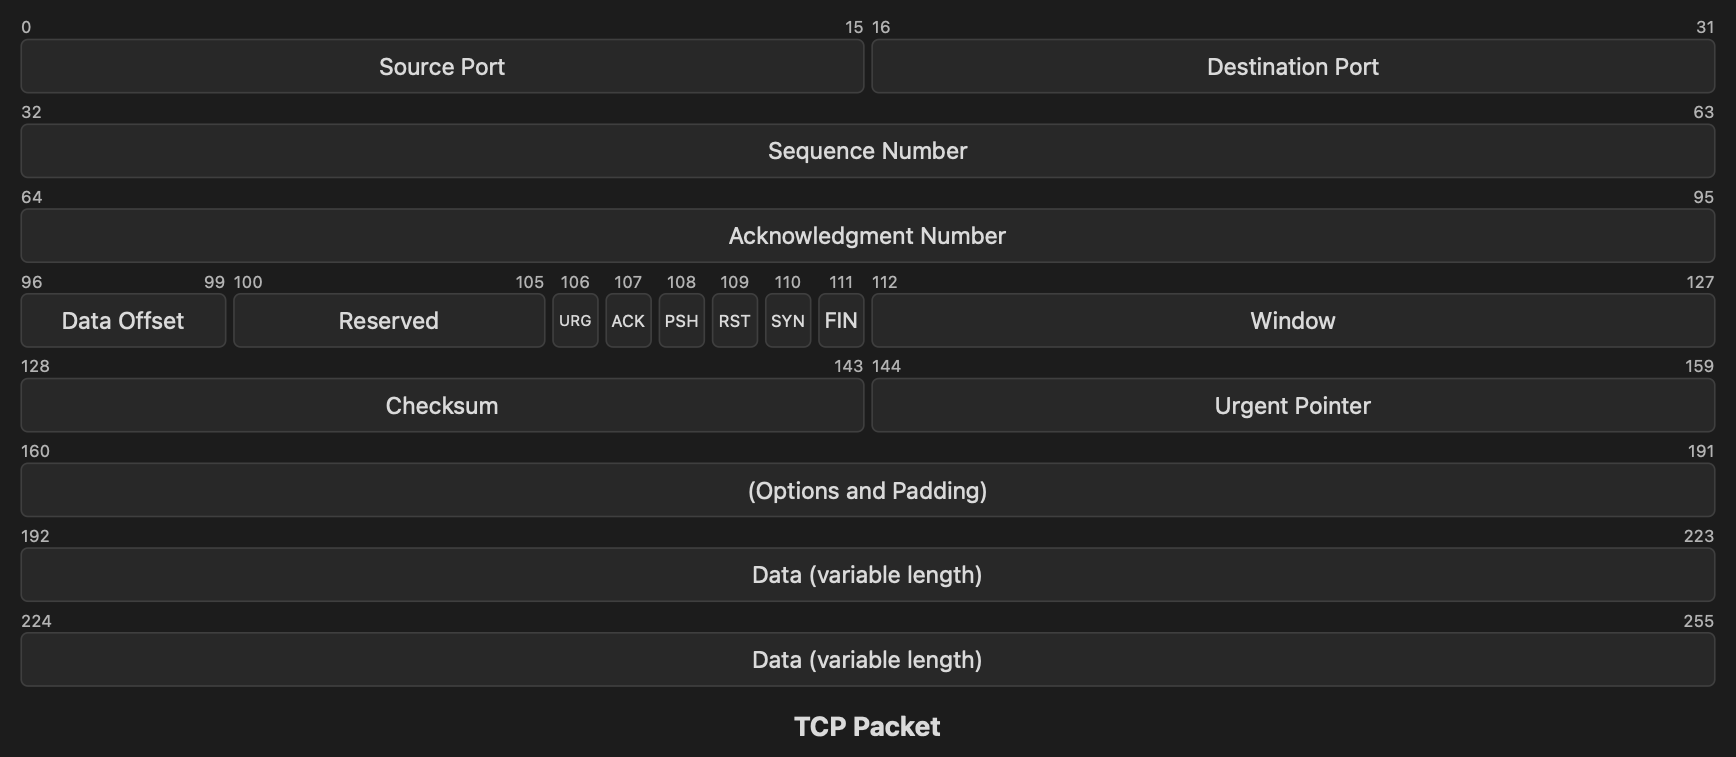 0 15 16 31
Source Port Destination Port
32 63
Sequence Number
64 95
Acknowledgment Number
96 99 100 105 106 107 108 109 110 111 112 127
Data Offset Reserved URG ACK PSH RST SYN FIN Window
128 143 144 159
Checksum Urgent Pointer
160 191
(Options and Padding)
192 223
Data (variable length)
224 255
Data (variable length)
TCP Packet